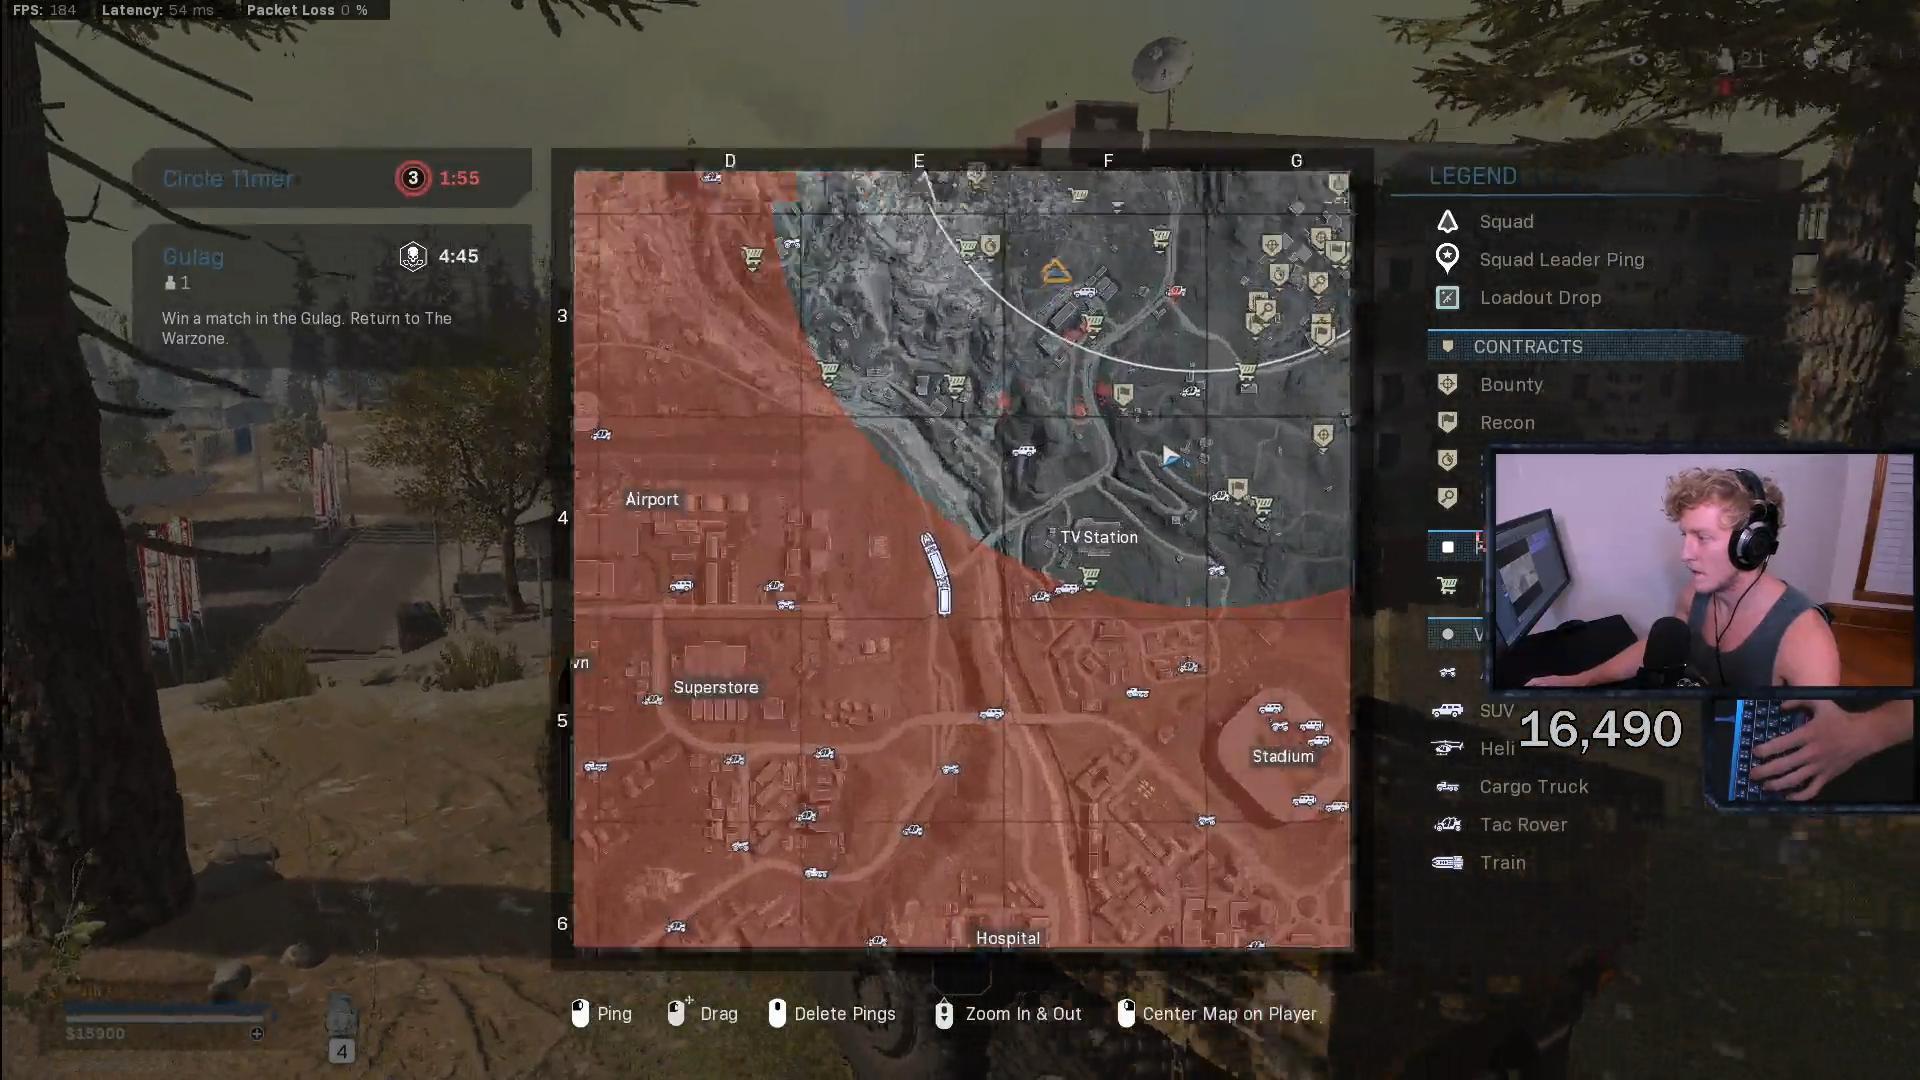 FPS: 184 Latency: 54 ms Packet Loss 0 %
D E F G
Circle Timer 3 1:55
Gulag 4:45
1
Win a match in the Gulag. Return to The
Warzone.
3
4
5
6
Airport
TV Station
Superstore
Stadium
Hospital
LEGEND
Squad
Squad Leader Ping
Loadout Drop
CONTRACTS
Bounty
Recon
SUV
16,490
Heli
Cargo Truck
Tac Rover
Train
$15900
4
Ping Drag Delete Pings Zoom In & Out Center Map on Player